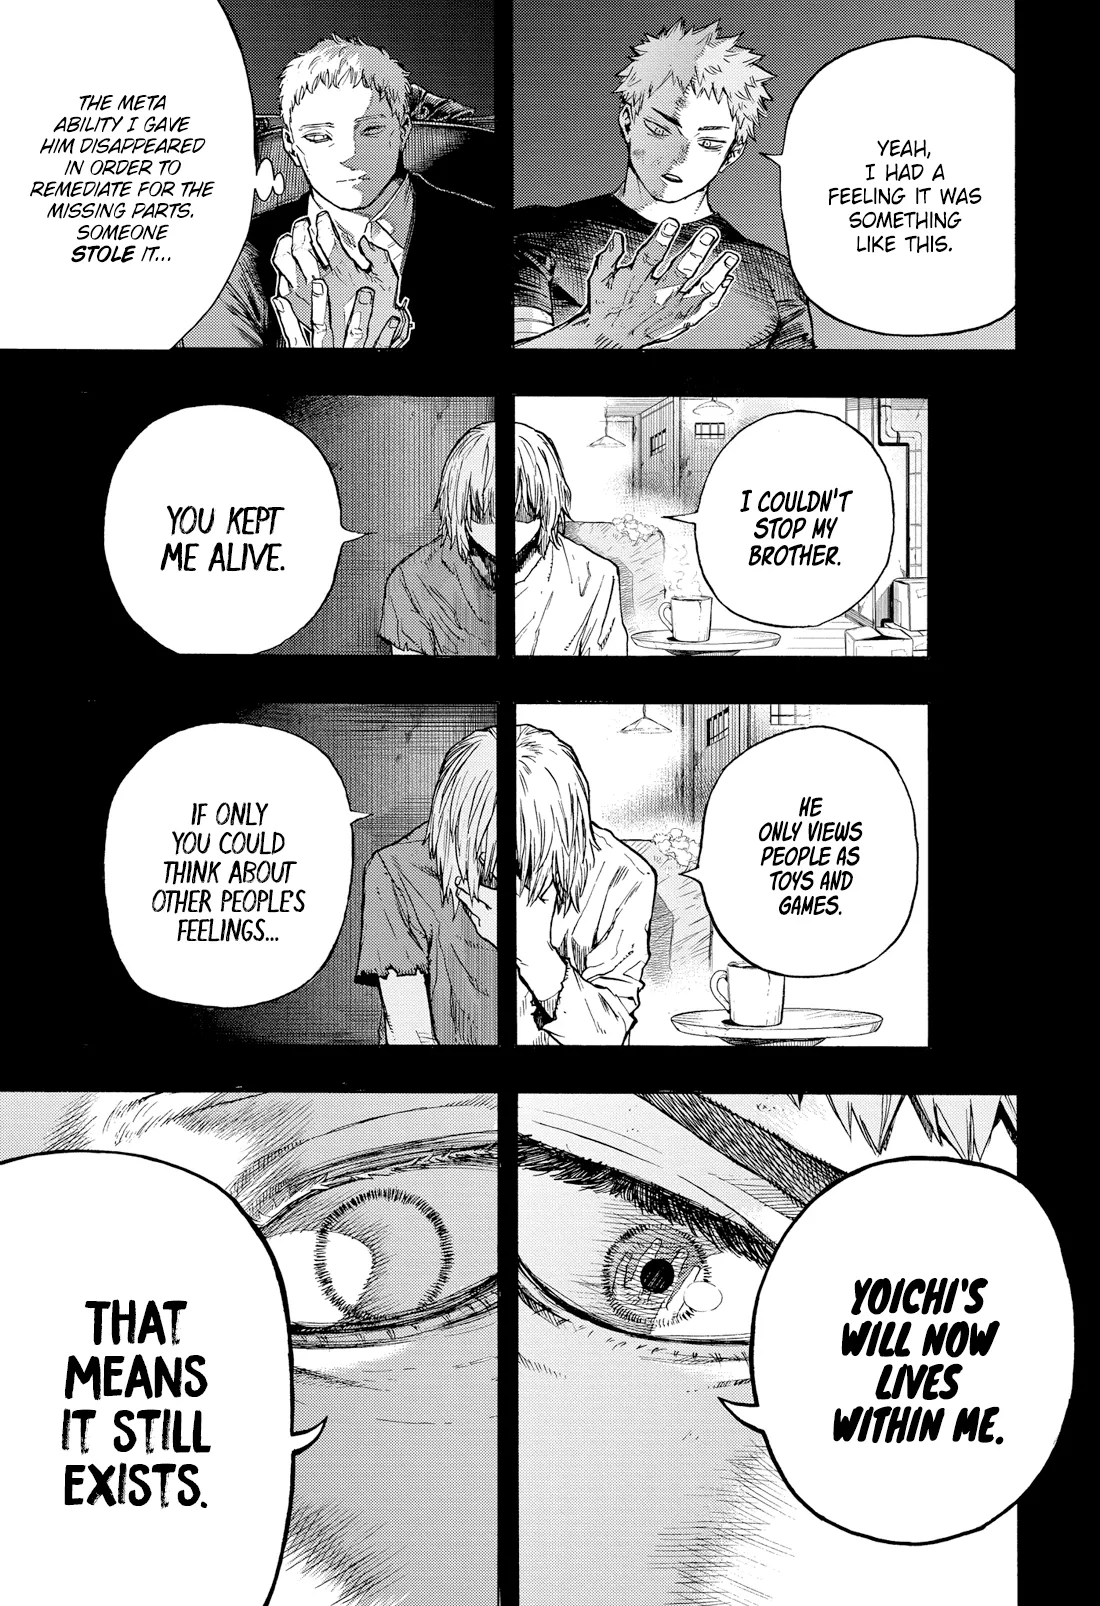 YEAH,
I HAD A
FEELING IT WAS
SOMETHING
LIKE THIS.
THE META
ABILITY I GAVE
HIM DISAPPEARED
IN ORDER TO
REMEDIATE FOR THE
MISSING PARTS.
SOMEONE
STOLE IT...
I COULDN'T
STOP MY
BROTHER.
YOU KEPT
ME ALIVE.
HE
ONLY VIEWS
PEOPLE AS
TOYS AND
GAMES.
IF ONLY
YOU COULD
THINK ABOUT
OTHER PEOPLE'S
FEELINGS...
YOICHI'S
WILL NOW
LIVES
WITHIN ME.
THAT
MEANS
IT STILL
EXISTS.